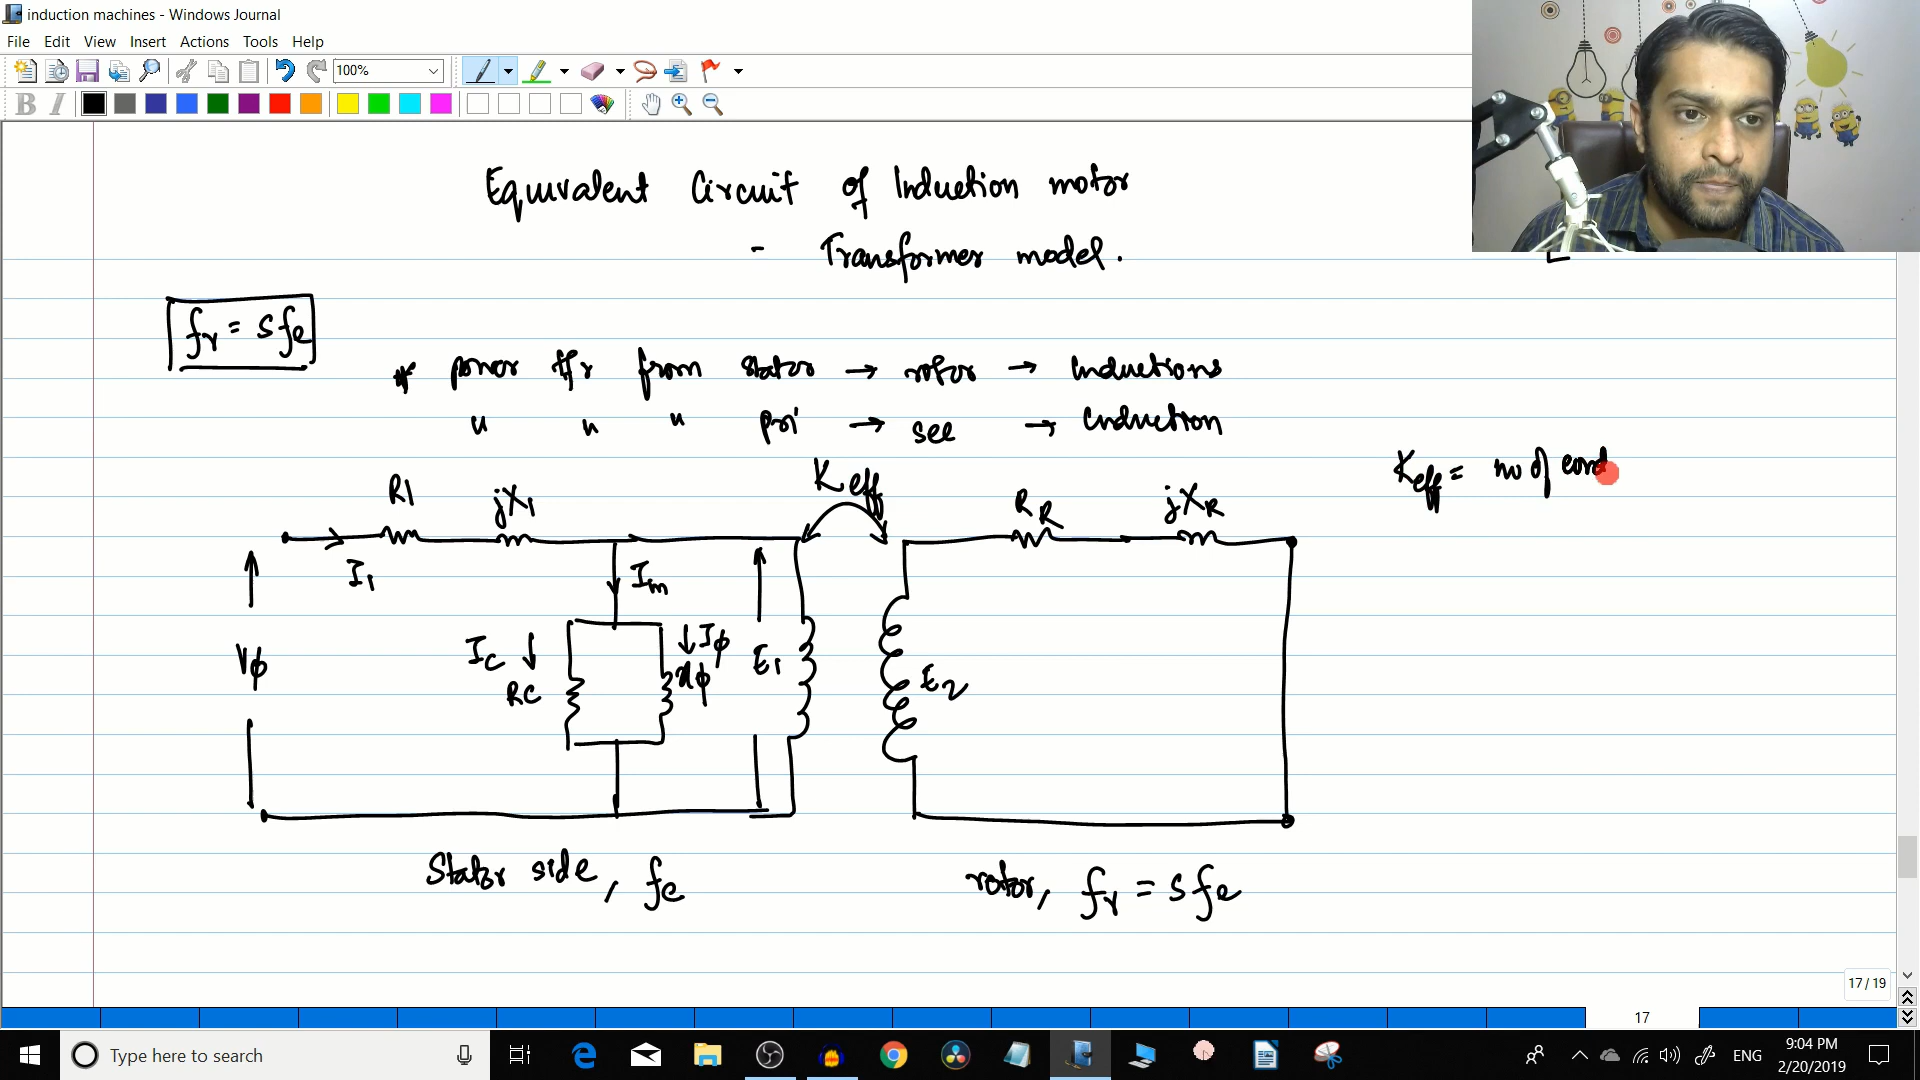 induction machines - Windows Journal
File Edit View Insert Actions Tools Help
100%
B I
Equivalent Circuit of Induction motor
- Transformer model.
fr = sfe
* power tfr from stator → rotor → Inductions
" " " pri → sec → induction
Keff
Keff = no of cond
R1 jX1 RR jXR
I1 Im
Vφ IC ↓ RC ↓ Iφ Xφ E1 E2
Stator side, fe rotor, fr = sfe
17 / 19
17
Type here to search
ENG
9:04 PM
2/20/2019